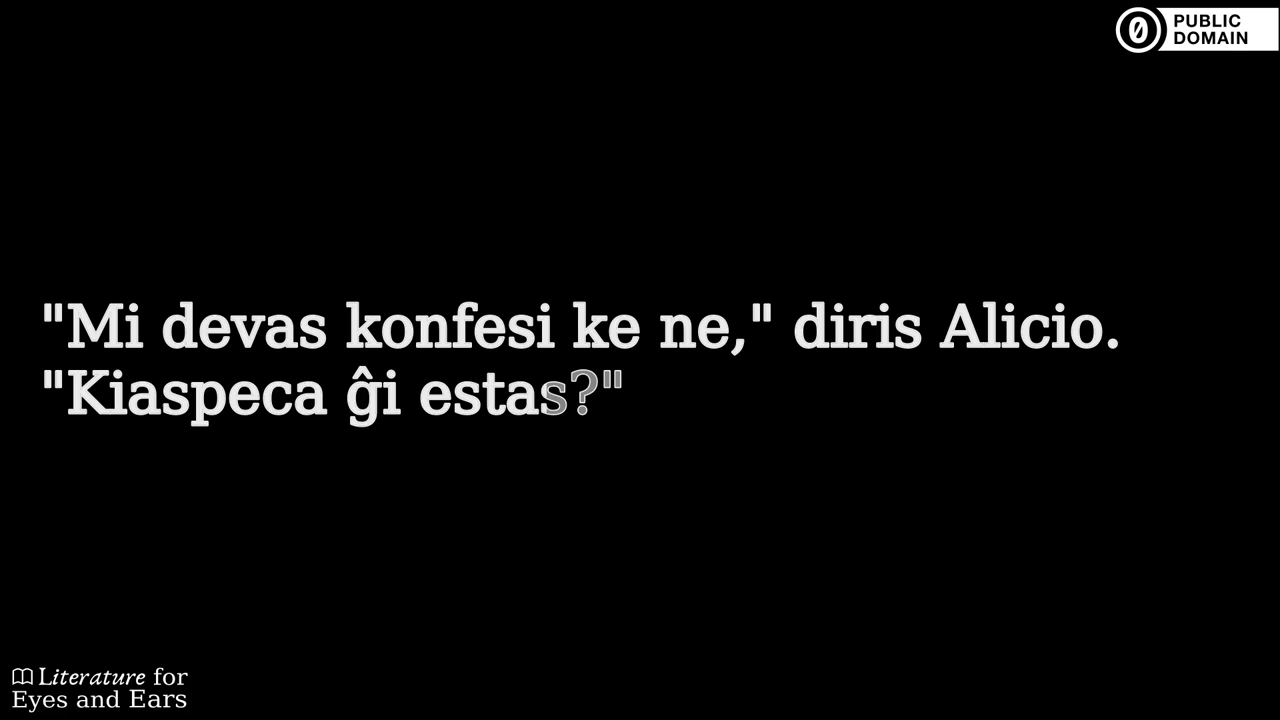 PUBLIC
DOMAIN
"Mi devas konfesi ke ne," diris Alicio.
"Kiaspeca ĝi estas?"
Literature for
Eyes and Ears